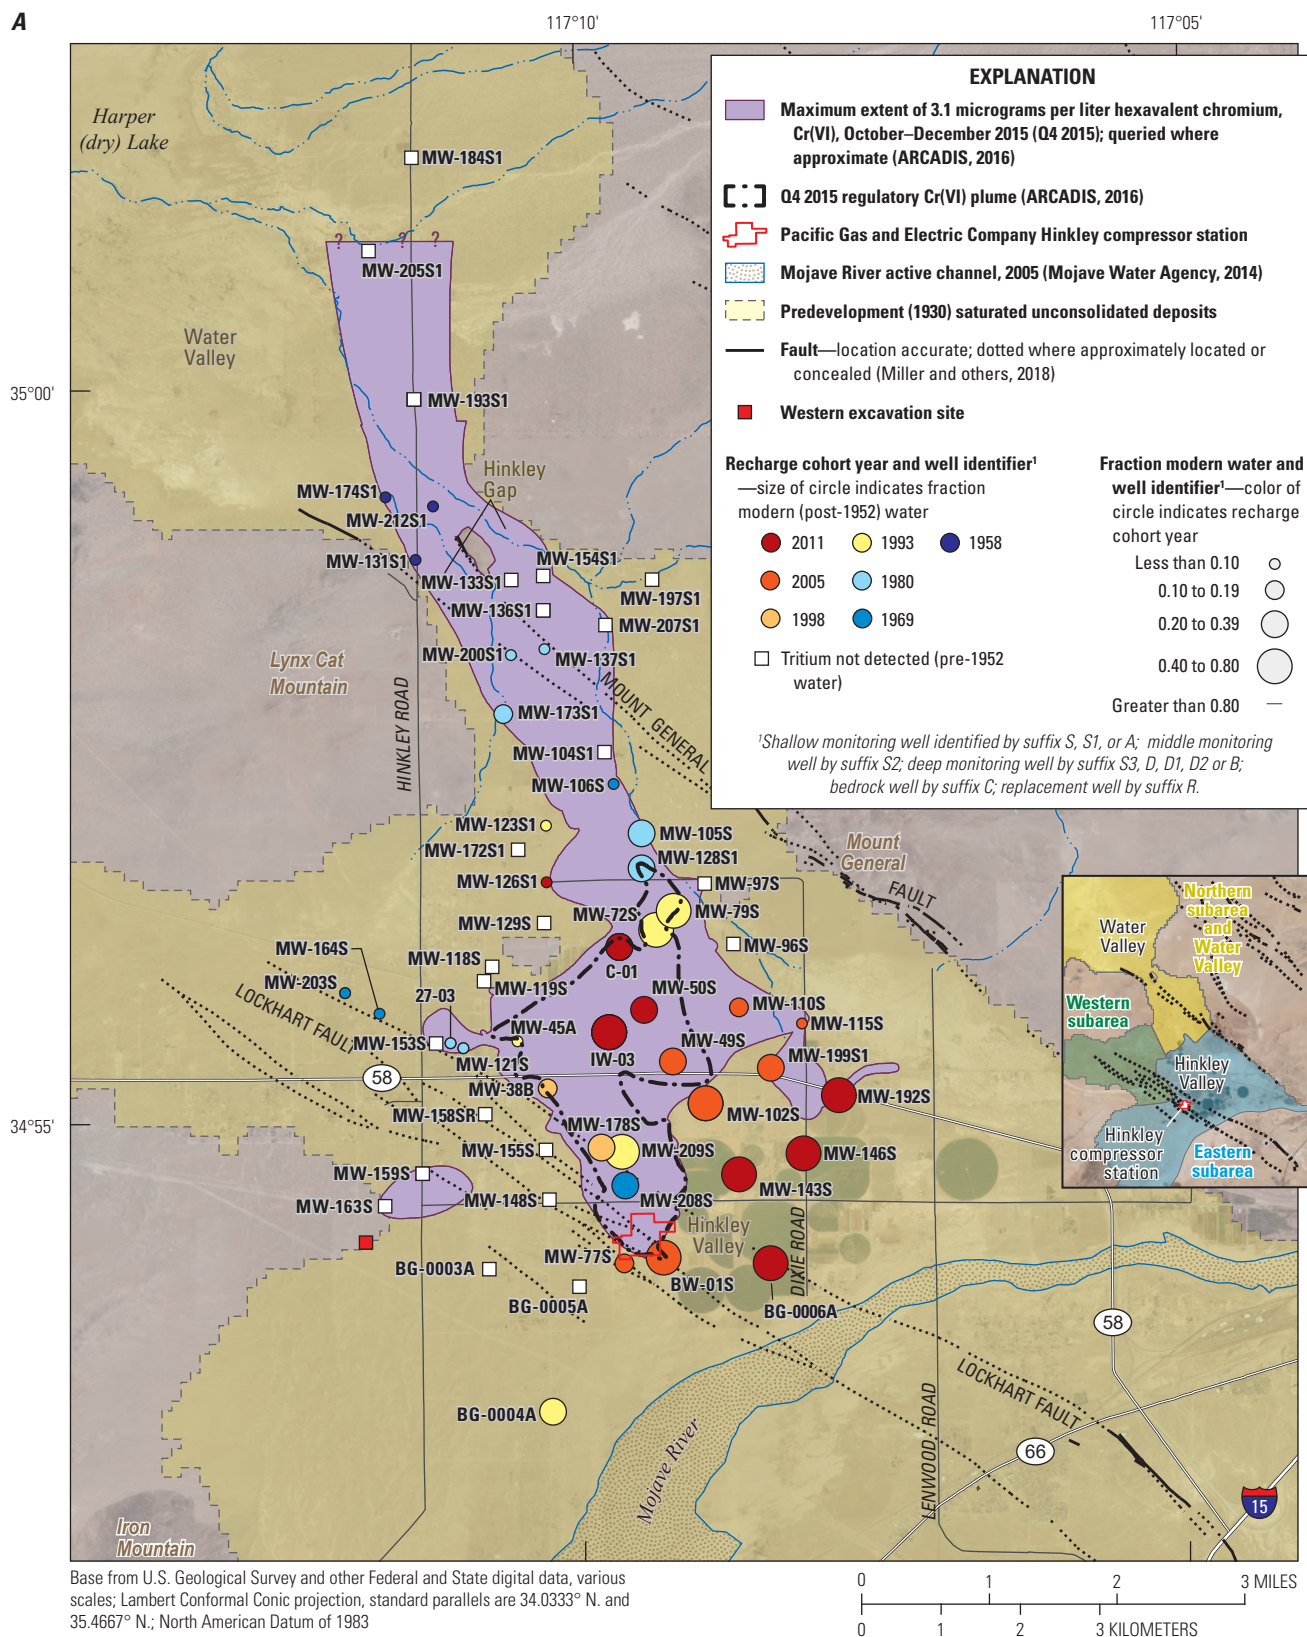 A
117°10'
117°05'
35°00'
34°55'
EXPLANATION
Maximum extent of 3.1 micrograms per liter hexavalent chromium,
Cr(VI), October–December 2015 (Q4 2015); queried where
approximate (ARCADIS, 2016)
Q4 2015 regulatory Cr(VI) plume (ARCADIS, 2016)
Pacific Gas and Electric Company Hinkley compressor station
Mojave River active channel, 2005 (Mojave Water Agency, 2014)
Predevelopment (1930) saturated unconsolidated deposits
Fault—location accurate; dotted where approximately located or
concealed (Miller and others, 2018)
Western excavation site
Recharge cohort year and well identifier¹
—size of circle indicates fraction
modern (post-1952) water
2011
1993
1958
2005
1980
1998
1969
Tritium not detected (pre-1952
water)
Fraction modern water and
well identifier¹—color of
circle indicates recharge
cohort year
Less than 0.10
0.10 to 0.19
0.20 to 0.39
0.40 to 0.80
Greater than 0.80 —
¹Shallow monitoring well identified by suffix S, S1, or A; middle monitoring
well by suffix S2; deep monitoring well by suffix S3, D, D1, D2 or B;
bedrock well by suffix C; replacement well by suffix R.
Harper
(dry) Lake
MW-184S1
? ? ?
MW-205S1
Water
Valley
MW-193S1
Hinkley
Gap
MW-174S1
MW-212S1
MW-131S1
MW-154S1
MW-133S1
MW-197S1
MW-136S1
MW-207S1
Lynx Cat
Mountain
MW-200S1
MW-137S1
MOUNT GENERAL
HINKLEY ROAD
MW-173S1
MW-104S1
MW-106S
MW-123S1
MW-105S
MW-172S1
MW-128S1
Mount
General
MW-126S1
MW-97S
FAULT
MW-72S
MW-79S
MW-129S
MW-96S
MW-164S
MW-118S
C-01
MW-203S
MW-119S
27-03
MW-50S
MW-110S
LOCKHART FAULT
MW-45A
MW-115S
MW-153S
IW-03
MW-49S
MW-121S
MW-199S1
58
MW-38B
MW-192S
MW-158SR
MW-102S
MW-178S
MW-155S
MW-209S
MW-146S
MW-159S
MW-143S
MW-163S
MW-148S
MW-208S
Hinkley
Valley
DIXIE ROAD
MW-77S
BG-0003A
BW-01S
BG-0005A
BG-0006A
58
LOCKHART FAULT
LENWOOD ROAD
BG-0004A
Mojave River
66
15
Iron
Mountain
Northern
subarea
and
Water
Valley
Water
Valley
Western
subarea
Hinkley
Valley
Hinkley
compressor
station
Eastern
subarea
Base from U.S. Geological Survey and other Federal and State digital data, various
scales; Lambert Conformal Conic projection, standard parallels are 34.0333° N. and
35.4667° N.; North American Datum of 1983
0 1 2 3 MILES
0 1 2 3 KILOMETERS